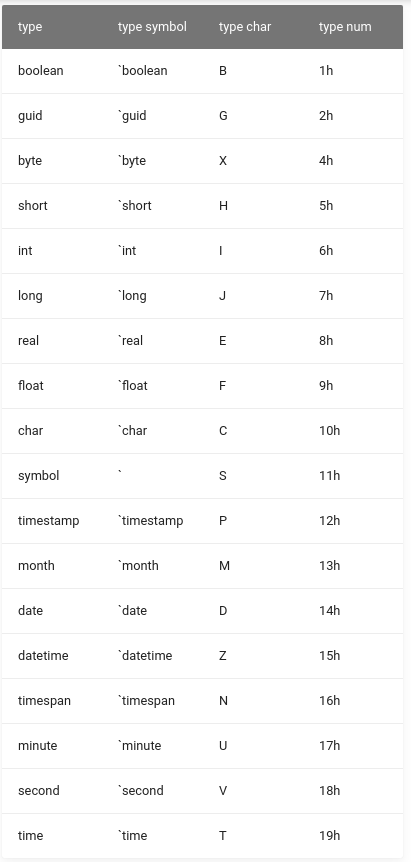 type type symbol type char type num
boolean `boolean B 1h
guid `guid G 2h
byte `byte X 4h
short `short H 5h
int `int I 6h
long `long J 7h
real `real E 8h
float `float F 9h
char `char C 10h
symbol ` S 11h
timestamp `timestamp P 12h
month `month M 13h
date `date D 14h
datetime `datetime Z 15h
timespan `timespan N 16h
minute `minute U 17h
second `second V 18h
time `time T 19h